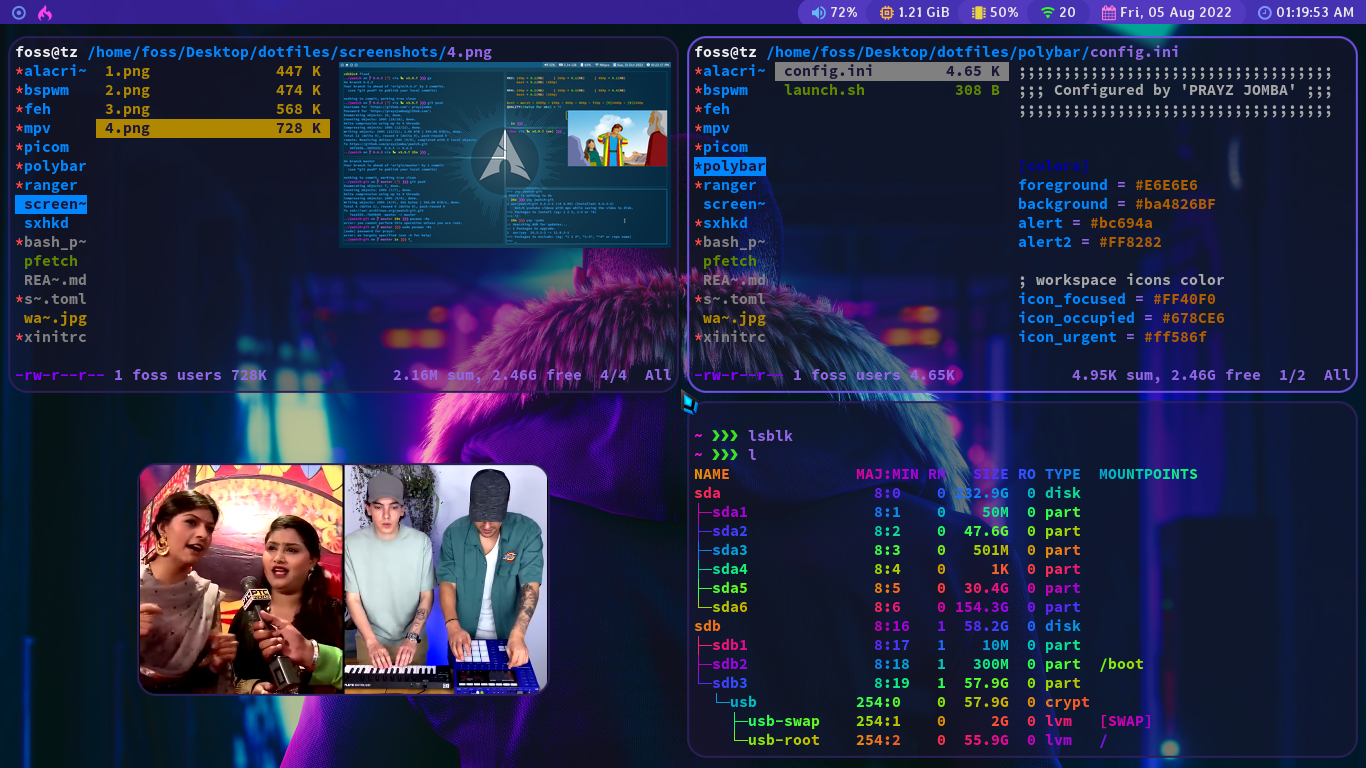 72% 1.21 GiB 50% 20 Fri, 05 Aug 2022 01:19:53 AM
foss@tz /home/foss/Desktop/dotfiles/screenshots/4.png
*alacri~ 1.png 447 K
*bspwm 2.png 474 K
*feh 3.png 568 K
*mpv 4.png 728 K
*picom
*polybar
*ranger
screen~
sxhkd
*bash_p~
pfetch
REA~.md
*s~.toml
wa~.jpg
*xinitrc
-rw-r--r-- 1 foss users 728K 2.16M sum, 2.46G free 4/4 All
foss@tz /home/foss/Desktop/dotfiles/polybar/config.ini
*alacri~ config.ini 4.65 K ;;;;;;;;;;;;;;;;;;;;;;;;;;;;;;;;;;;
*bspwm launch.sh 308 B ;;; Configured by 'PRAYZ JOMBA' ;;;
*feh ;;;;;;;;;;;;;;;;;;;;;;;;;;;;;;;;;;;
*mpv
*picom
*polybar [colors]
*ranger foreground = #E6E6E6
screen~ background = #ba4826BF
*sxhkd alert = #bc694a
*bash_p~ alert2 = #FF8282
pfetch
REA~.md ; workspace icons color
*s~.toml icon_focused = #FF40F0
wa~.jpg icon_occupied = #678CE6
*xinitrc icon_urgent = #ff586f
-rw-r--r-- 1 foss users 4.65K 4.95K sum, 2.46G free 1/2 All
~ ❯❯❯ lsblk
~ ❯❯❯ l
NAME MAJ:MIN RM SIZE RO TYPE MOUNTPOINTS
sda 8:0 0 232.9G 0 disk
├─sda1 8:1 0 50M 0 part
├─sda2 8:2 0 47.6G 0 part
├─sda3 8:3 0 501M 0 part
├─sda4 8:4 0 1K 0 part
├─sda5 8:5 0 30.4G 0 part
└─sda6 8:6 0 154.3G 0 part
sdb 8:16 1 58.2G 0 disk
├─sdb1 8:17 1 10M 0 part
├─sdb2 8:18 1 300M 0 part /boot
└─sdb3 8:19 1 57.9G 0 part
└─usb 254:0 0 57.9G 0 crypt
├─usb-swap 254:1 0 2G 0 lvm [SWAP]
└─usb-root 254:2 0 55.9G 0 lvm /